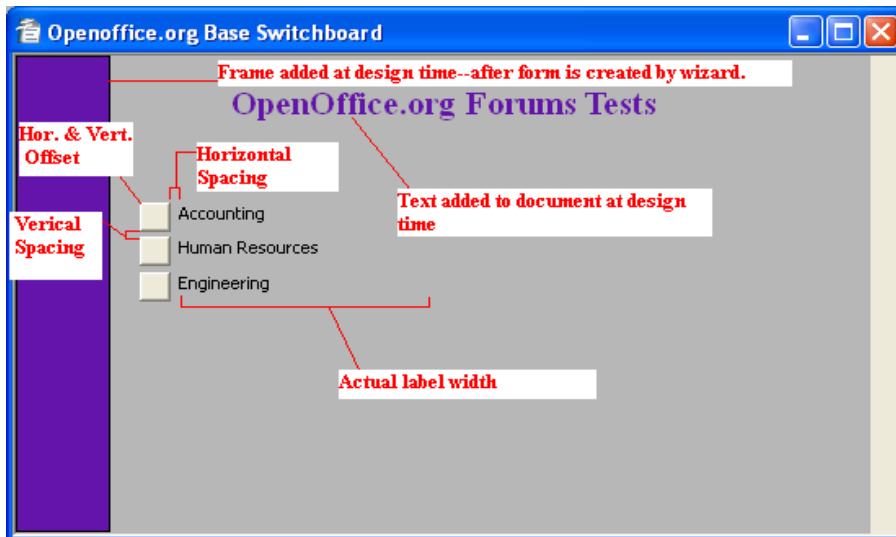 Openoffice.org Base Switchboard
Frame added at design time--after form is created by wizard.
OpenOffice.org Forums Tests
Hor. & Vert.
Offset
Horizontal
Spacing
Text added to document at design
time
Verical
Spacing
Accounting
Human Resources
Engineering
Actual label width